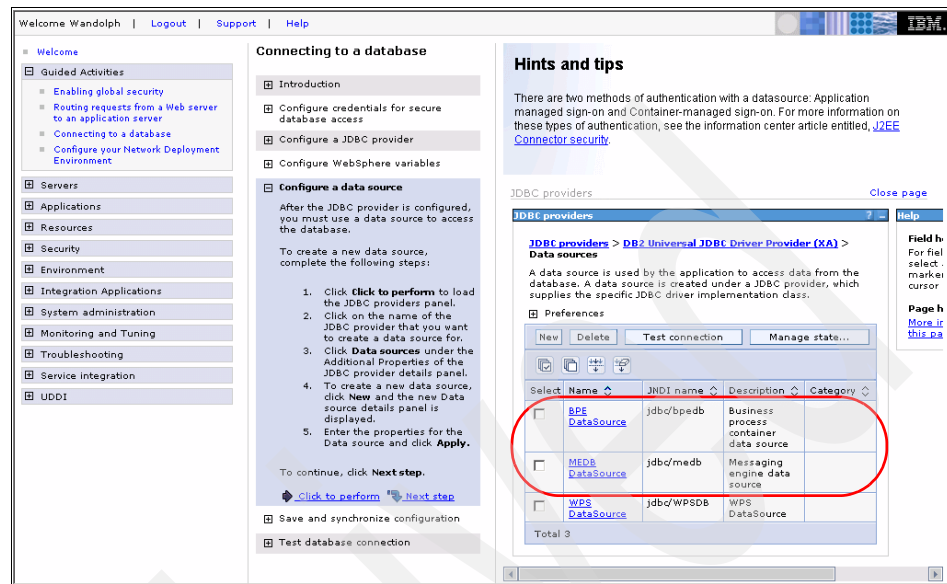 Welcome Wandolph | Logout | Support | Help
IBM.
Welcome
Guided Activities
Enabling global security
Routing requests from a Web server
to an application server
Connecting to a database
Configure your Network Deployment
Environment
Servers
Applications
Resources
Security
Environment
Integration Applications
System administration
Monitoring and Tuning
Troubleshooting
Service integration
UDDI
Connecting to a database
Introduction
Configure credentials for secure
database access
Configure a JDBC provider
Configure WebSphere variables
Configure a data source
After the JDBC provider is configured,
you must use a data source to access
the database.
To create a new data source,
complete the following steps:
1. Click Click to perform to load
the JDBC providers panel.
2. Click on the name of the
JDBC provider that you want
to create a data source for.
3. Click Data sources under the
Additional Properties of the
JDBC provider details panel.
4. To create a new data source,
click New and the new Data
source details panel is
displayed.
5. Enter the properties for the
Data source and click Apply.
To continue, click Next step.
Click to perform Next step
Save and synchronize configuration
Test database connection
Hints and tips
There are two methods of authentication with a datasource: Application
managed sign-on and Container-managed sign-on. For more information on
these types of authentication, see the information center article entitled, J2EE
Connector security.
JDBC providers Close page
JDBC providers ? –
JDBC providers > DB2 Universal JDBC Driver Provider (XA) >
Data sources
A data source is used by the application to access data from the
database. A data source is created under a JDBC provider, which
supplies the specific JDBC driver implementation class.
Preferences
New Delete Test connection Manage state...
Select Name JNDI name Description Category
BPE
DataSource
jdbc/bpedb
Business
process
container
data source
MEDB
DataSource
jdbc/medb
Messaging
engine data
source
WPS
DataSource
jdbc/WPSDB
WPS
DataSource
Total 3
Help
Field h
For fiel
select
marker
cursor
Page h
More in
this pa